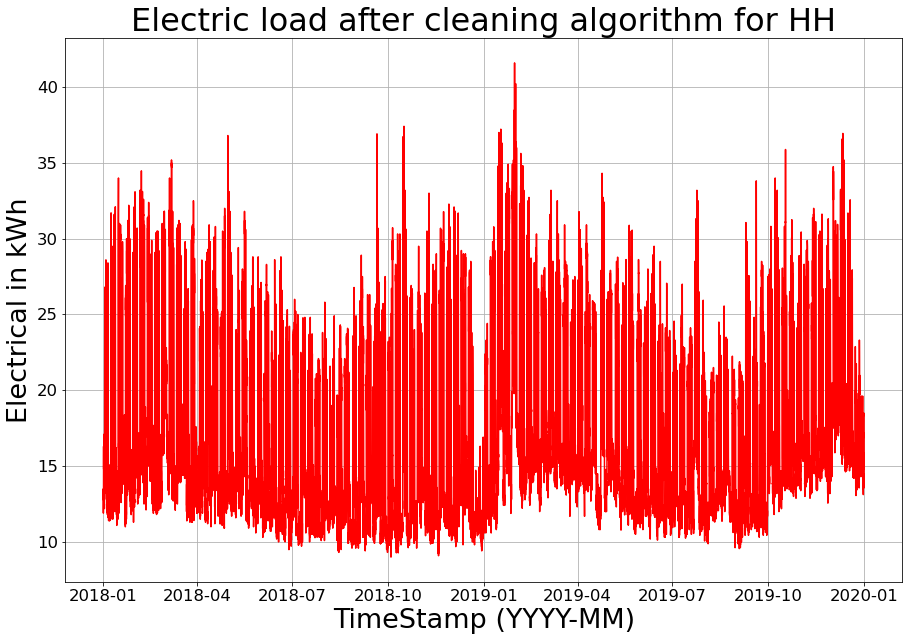 Electric load after cleaning algorithm for HH
Electrical in kWh
40
35
30
25
20
15
10
2018-01 2018-04 2018-07 2018-10 2019-01 2019-04 2019-07 2019-10 2020-01
TimeStamp (YYYY-MM)